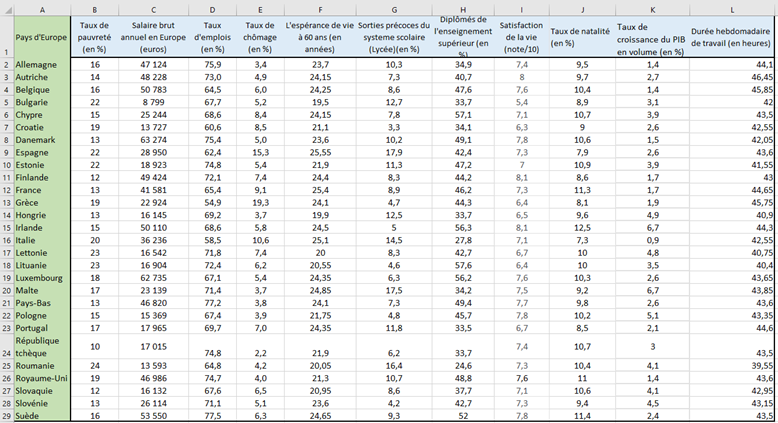 A B C D E F G H I J K L
1 Pays d'Europe Taux de pauvreté (en %) Salaire brut annuel en Europe (euros) Taux d'emplois (en %) Taux de chômage (en %) L'espérance de vie à 60 ans (en années) Sorties précoces du systeme scolaire (Lycée)(en %) Diplômés de l'enseignement supérieur (en %) Satisfaction de la vie (note/10) Taux de natalité (en %) Taux de croissance du PIB en volume (en %) Durée hebdomadaire de travail (en heures)
2 Allemagne 16 47 124 75,9 3,4 23,7 10,3 34,9 7,4 9,5 1,4 44,1
3 Autriche 14 48 228 73,0 4,9 24,15 7,3 40,7 8 9,7 2,7 46,45
4 Belgique 16 50 783 64,5 6,0 24,25 8,6 47,6 7,6 10,4 1,4 45,85
5 Bulgarie 22 8 799 67,7 5,2 19,5 12,7 33,7 5,4 8,9 3,1 42
6 Chypre 15 25 244 68,6 8,4 24,15 7,8 57,1 7,1 10,7 3,9 43,5
7 Croatie 19 13 727 60,6 8,5 21,1 3,3 34,1 6,3 9 2,6 42,55
8 Danemark 13 63 274 75,4 5,0 23,6 10,2 49,1 7,8 10,6 1,5 42,05
9 Espagne 22 28 950 62,4 15,3 25,55 17,9 42,4 7,3 7,9 2,6 43,6
10 Estonie 22 18 923 74,8 5,4 21,9 11,3 47,2 7 10,9 3,9 41,55
11 Finlande 12 49 424 72,1 7,4 24,4 8,3 44,2 8,1 8,6 1,7 43
12 France 13 41 581 65,4 9,1 25,4 8,9 46,2 7,3 11,3 1,7 44,65
13 Grèce 19 22 924 54,9 19,3 24,1 4,7 44,3 6,4 8,1 1,9 45,75
14 Hongrie 13 16 145 69,2 3,7 19,9 12,5 33,7 6,5 9,6 4,9 40,9
15 Irlande 15 50 110 68,6 5,8 24,5 5 56,3 8,1 12,5 6,7 44,3
16 Italie 20 36 236 58,5 10,6 25,1 14,5 27,8 7,1 7,3 0,9 42,55
17 Lettonie 23 16 542 71,8 7,4 20 8,3 42,7 6,7 10 4,8 40,75
18 Lituanie 23 16 904 72,4 6,2 20,55 4,6 57,6 6,4 10 3,5 40,4
19 Luxembourg 18 62 735 67,1 5,4 24,35 6,3 56,2 7,6 10,3 2,6 43,65
20 Malte 17 23 139 71,4 3,7 24,85 17,5 34,2 7,5 9,2 6,7 43,85
21 Pays-Bas 13 46 820 77,2 3,8 24,1 7,3 49,4 7,7 9,8 2,6 43,6
22 Pologne 15 15 369 67,4 3,9 21,75 4,8 45,7 7,8 10,2 5,1 43,35
23 Portugal 17 17 965 69,7 7,0 24,35 11,8 33,5 6,7 8,5 2,1 44,6
24 République tchèque 10 17 015 74,8 2,2 21,9 6,2 33,7 7,4 10,7 3 43,5
25 Roumanie 24 13 593 64,8 4,2 20,05 16,4 24,6 7,3 10,4 4,1 39,55
26 Royaume-Uni 19 46 986 74,7 4,0 21,3 10,7 48,8 7,6 11 1,4 43,6
27 Slovaquie 12 16 132 67,6 6,5 20,95 8,6 37,7 7,1 10,6 4,1 42,95
28 Slovénie 13 26 114 71,1 5,1 23,6 4,2 42,7 7,3 9,4 4,5 43,15
29 Suède 16 53 550 77,5 6,3 24,65 9,3 52 7,8 11,4 2,4 43,5